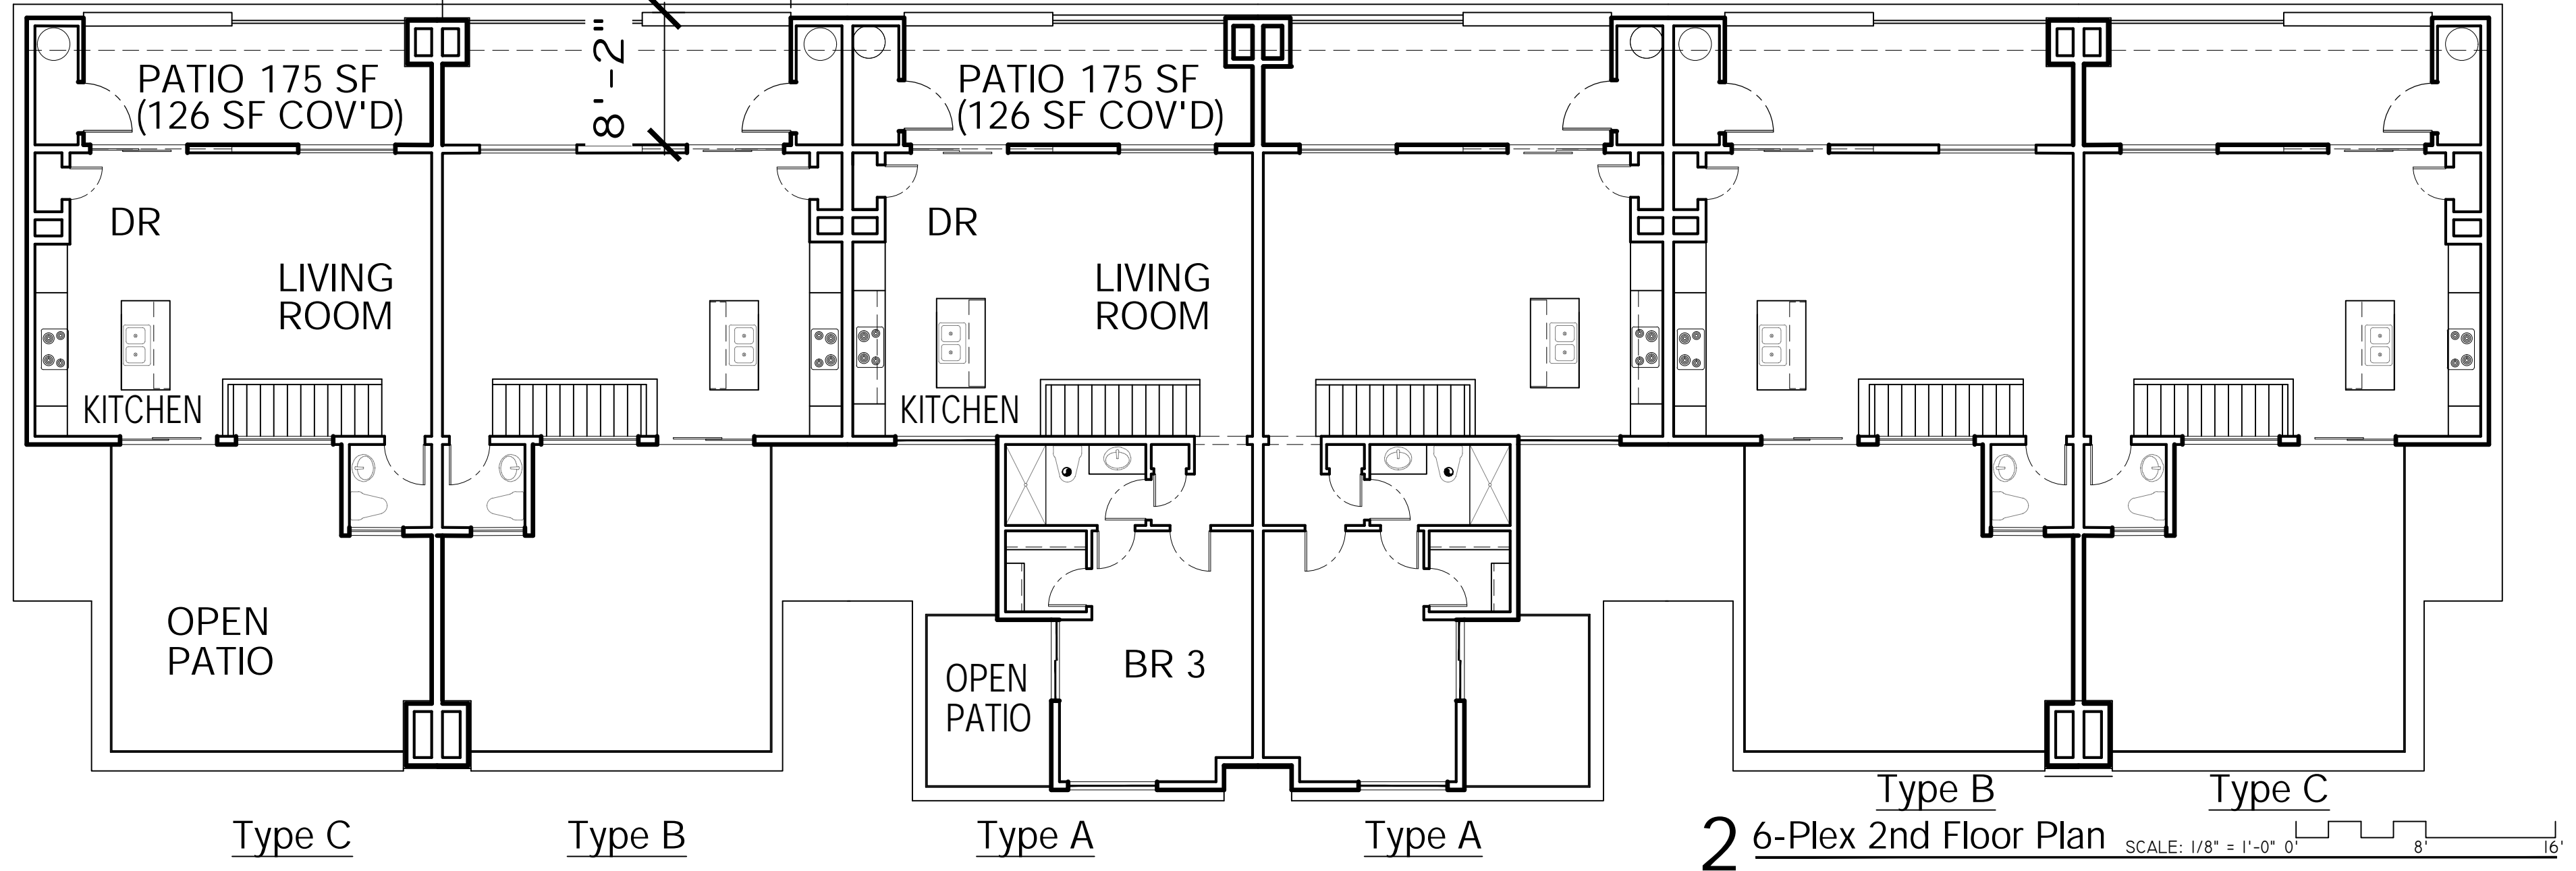 8'-2"
PATIO 175 SF
(126 SF COV'D)
PATIO 175 SF
(126 SF COV'D)
DR
DR
LIVING
ROOM
LIVING
ROOM
KITCHEN
KITCHEN
OPEN
PATIO
BR 3
OPEN
PATIO
Type B
Type C
Type C
Type B
Type A
Type A
2 6-Plex 2nd Floor Plan SCALE: 1/8" = 1'-0" 0' 8' 16'